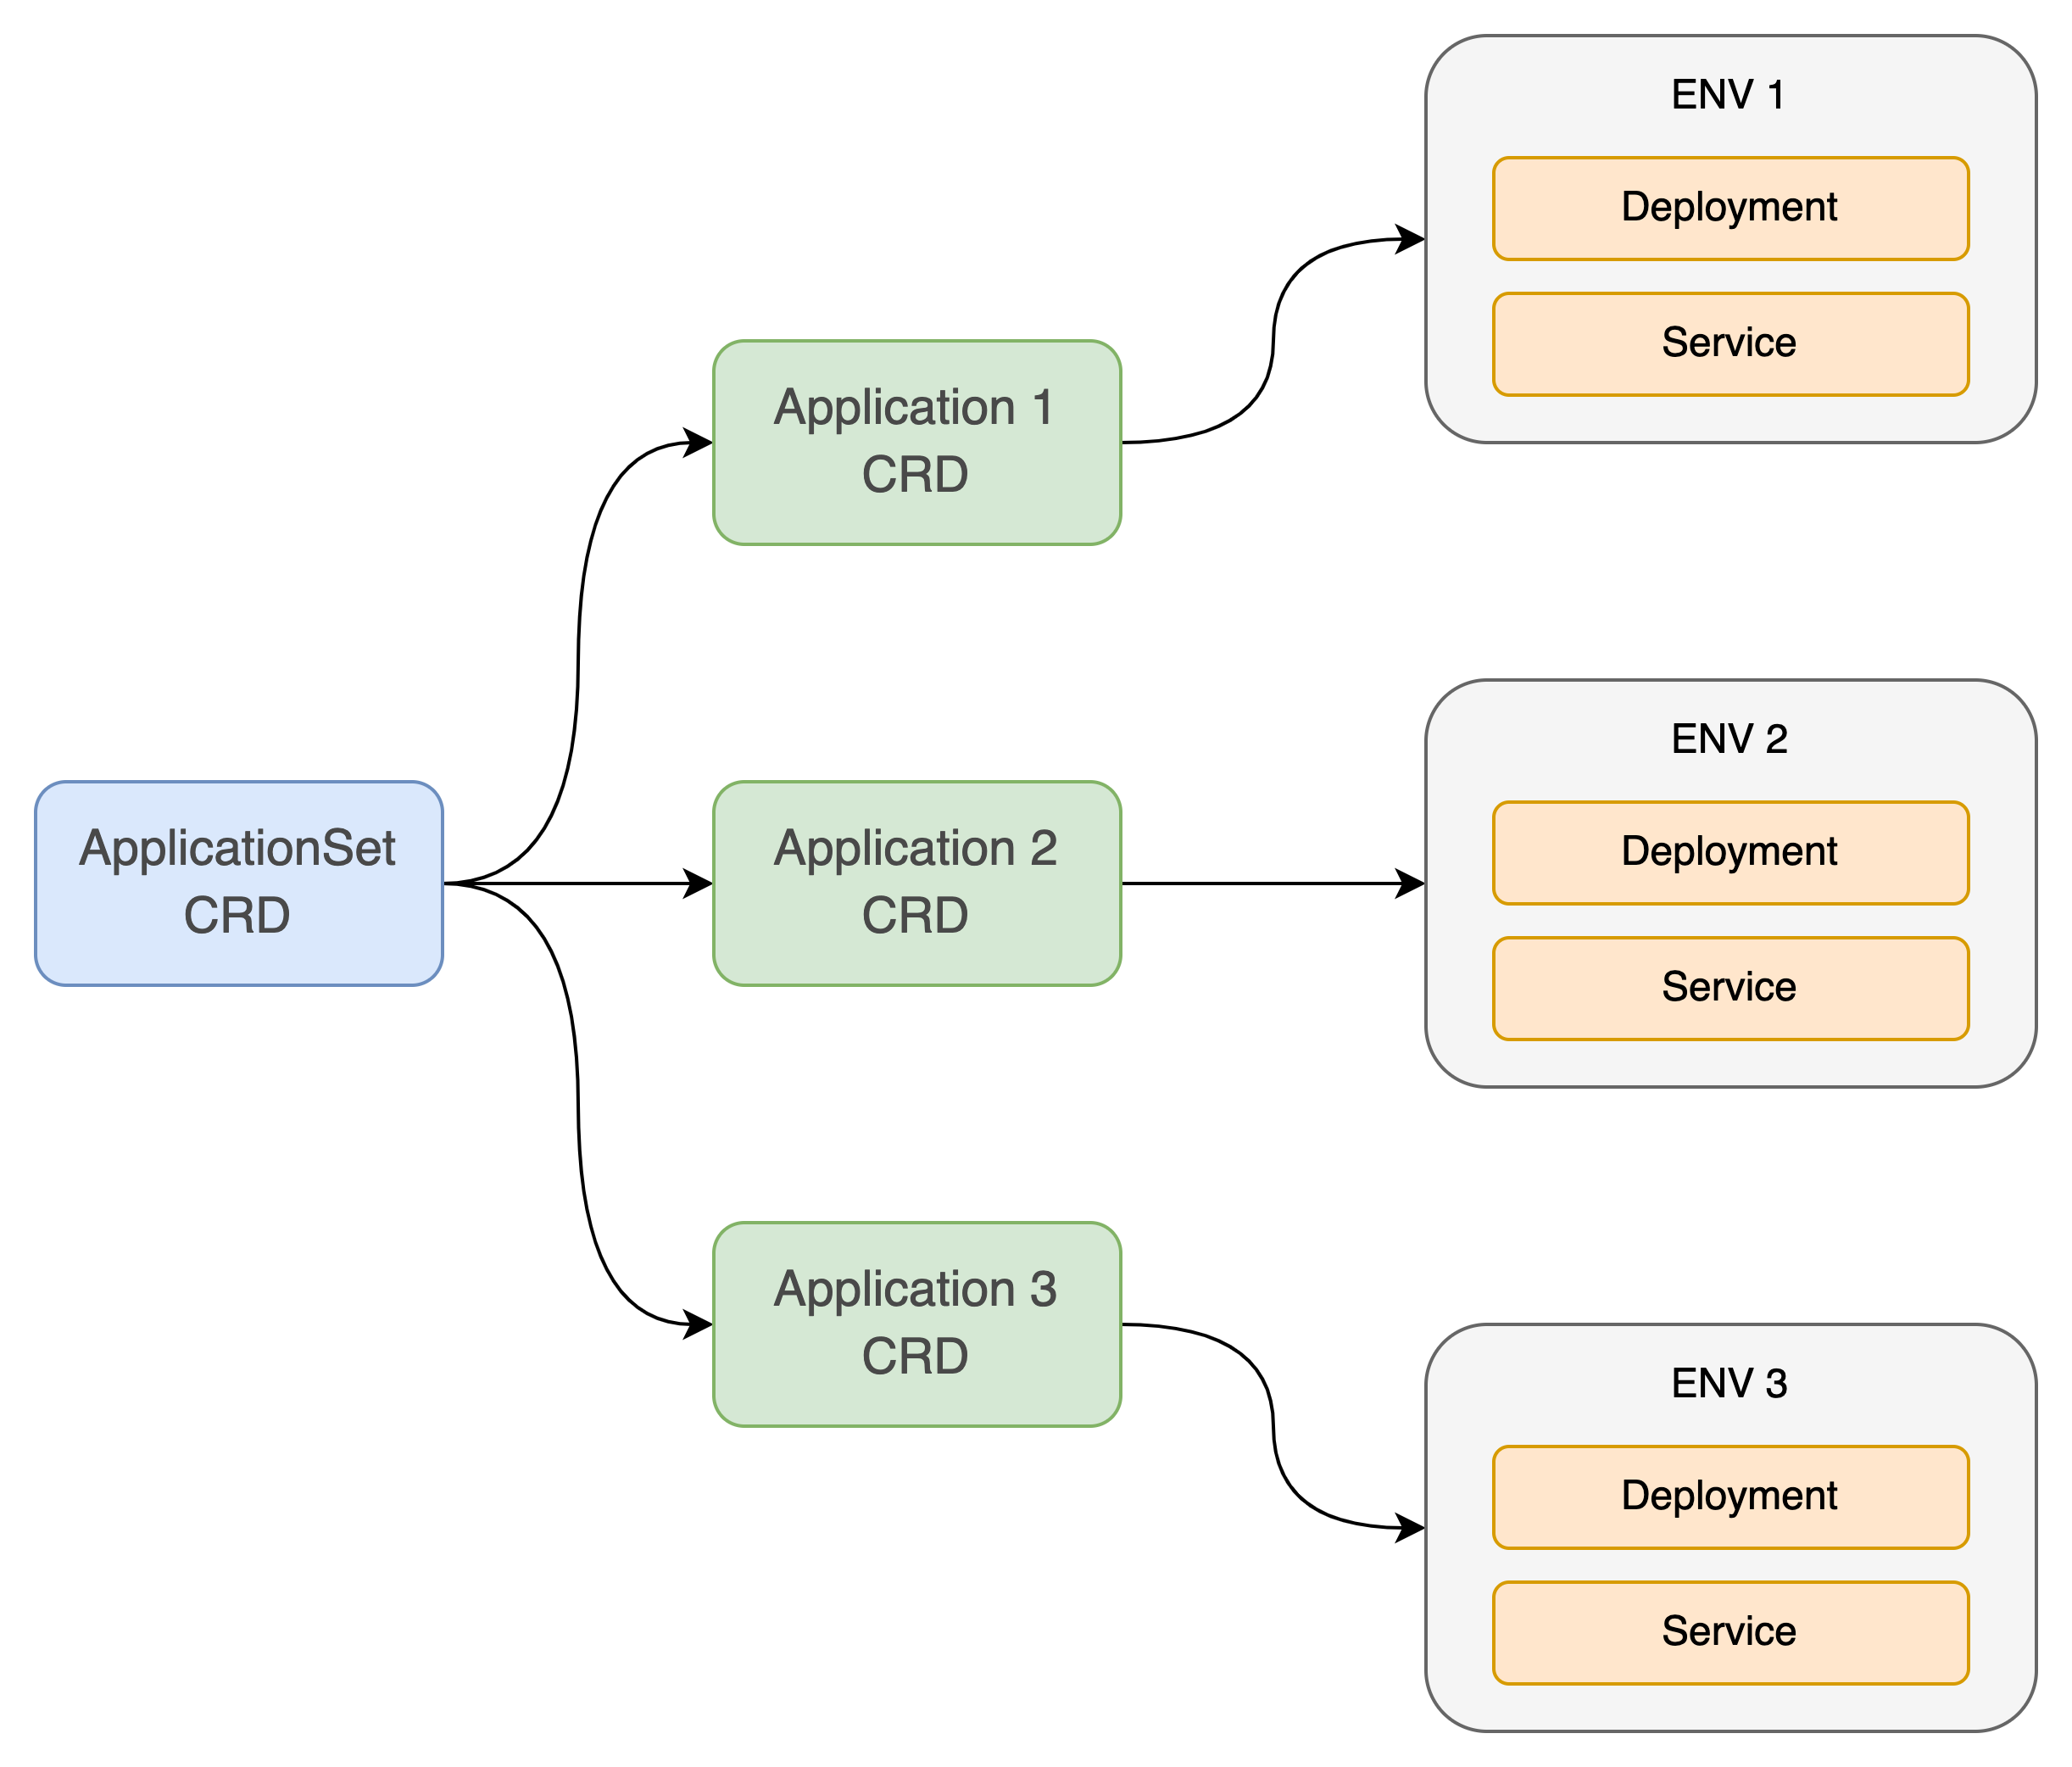 ENV 1
Deployment
Service
Application 1
CRD
ENV 2
ApplicationSet
CRD
Application 2
CRD
Deployment
Service
Application 3
CRD
ENV 3
Deployment
Service